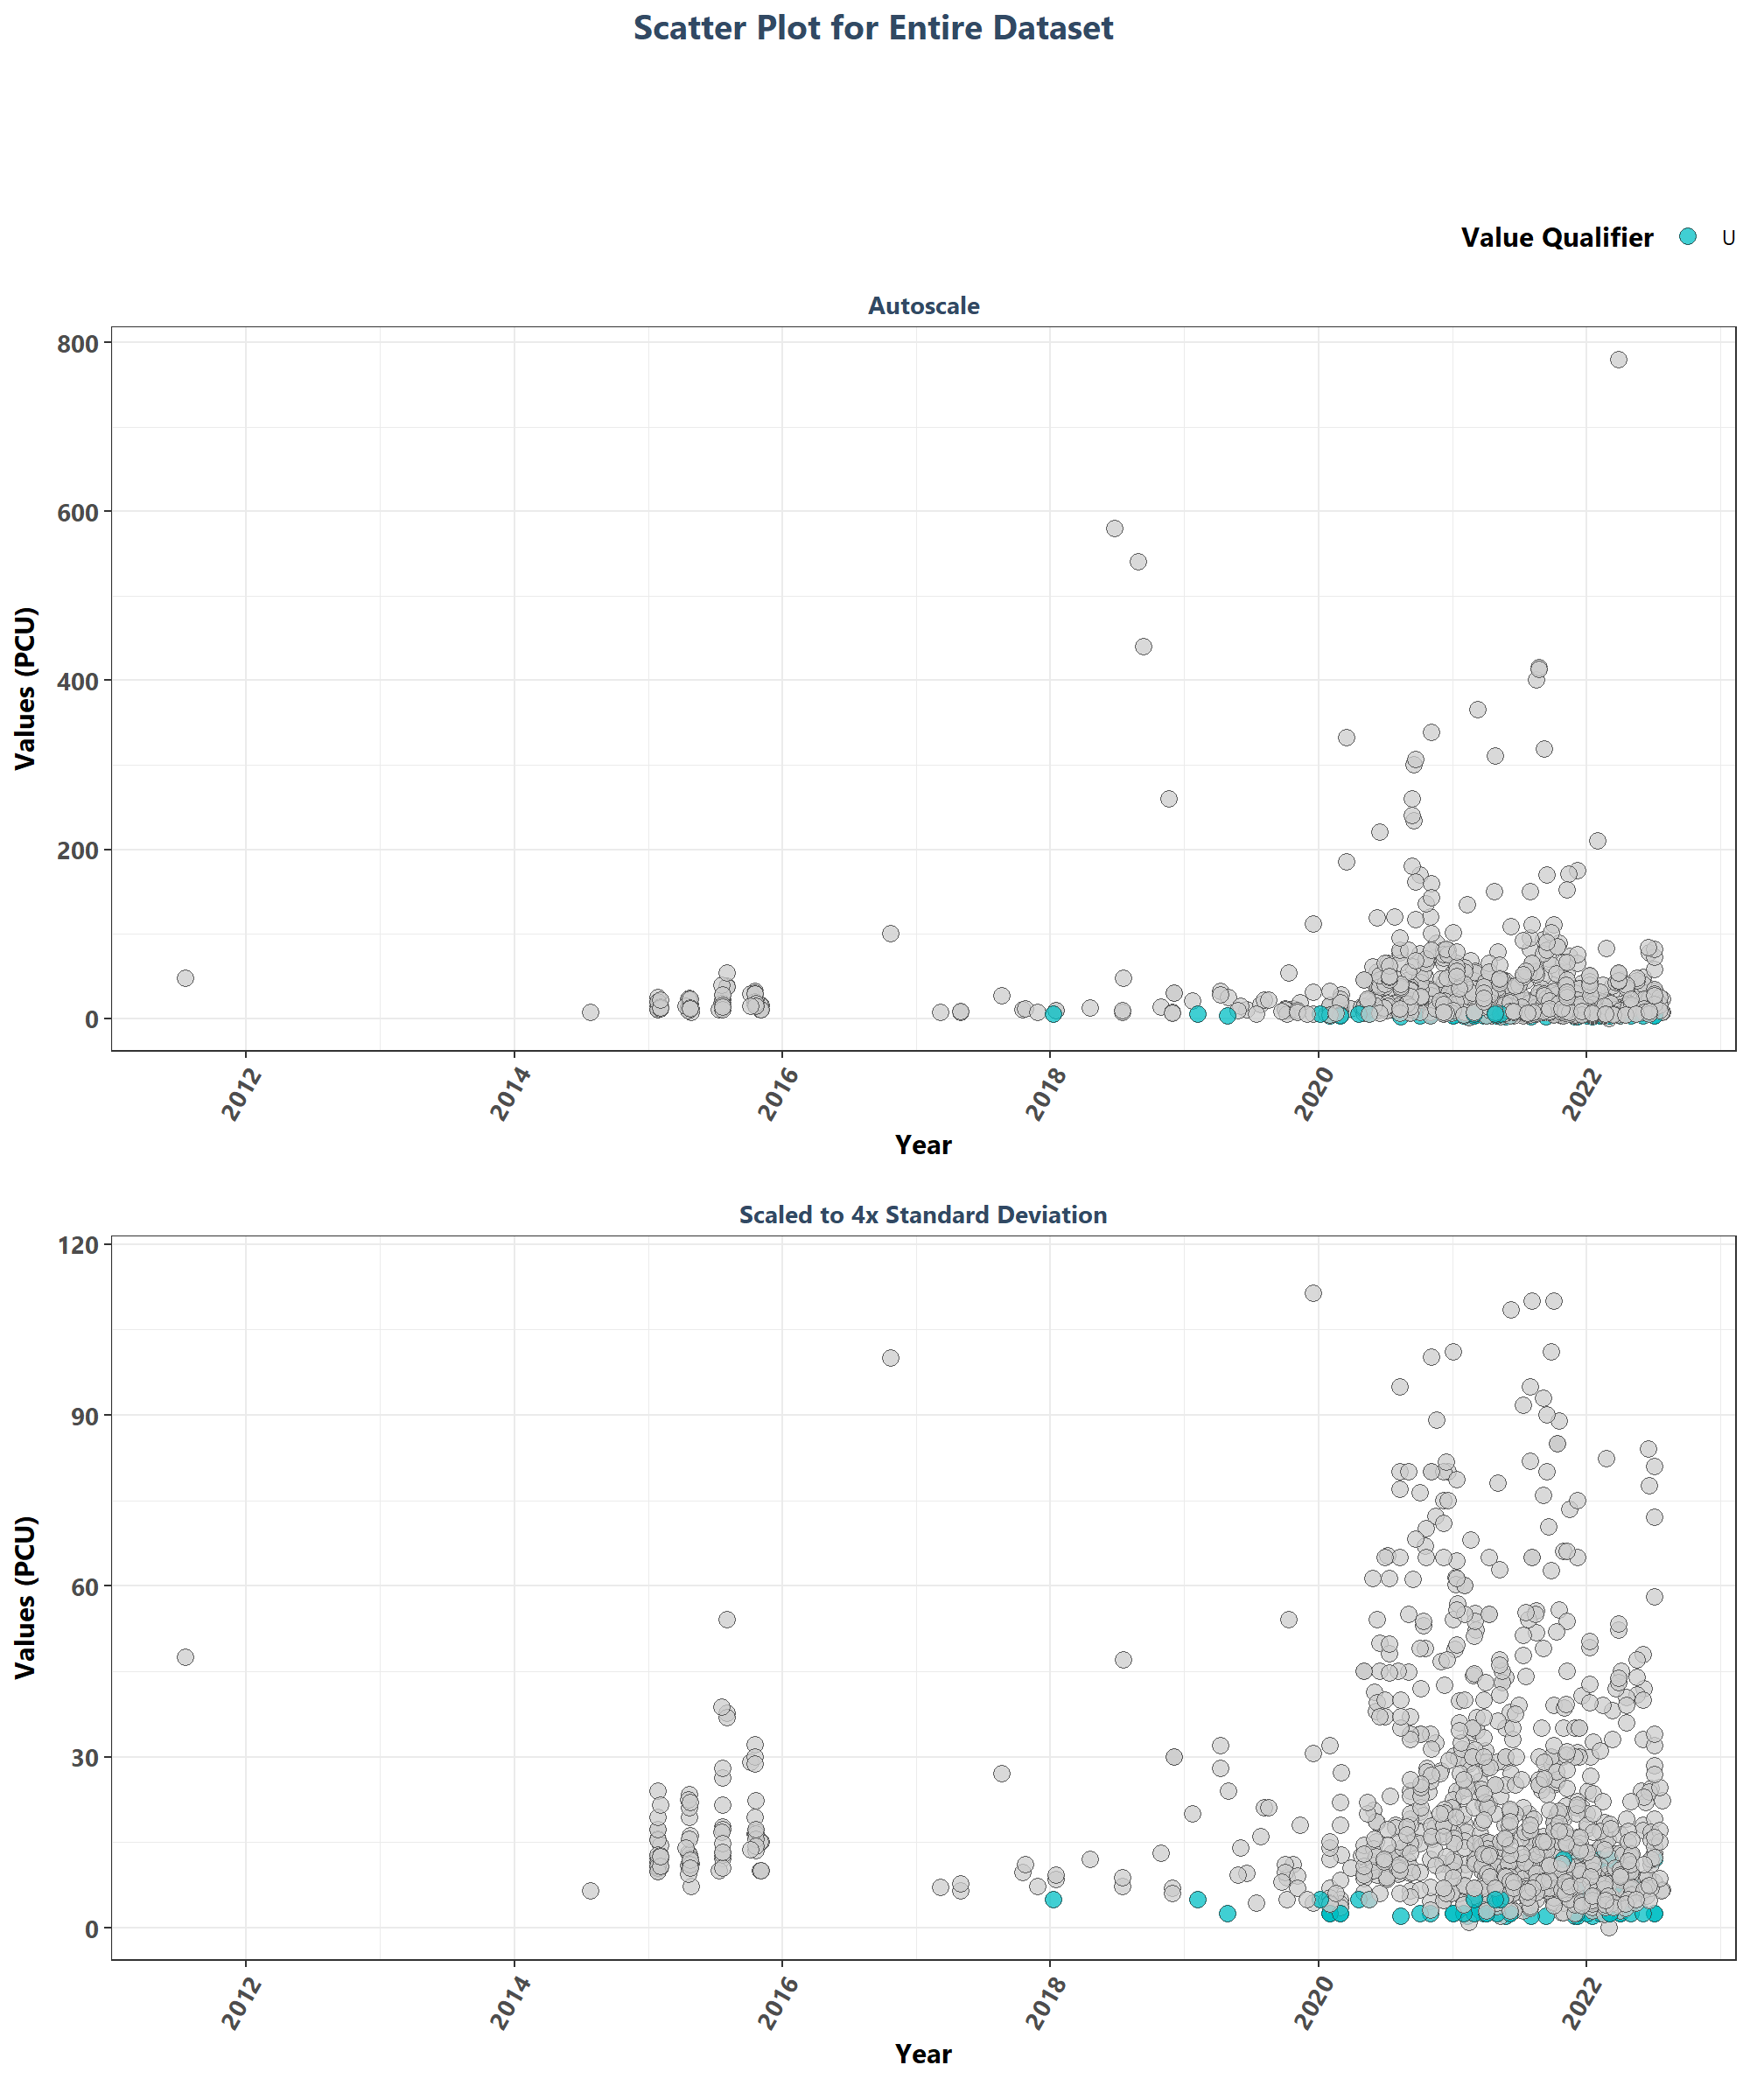 Scatter Plot for Entire Dataset
Value Qualifier U
Autoscale
800
600
400
200
0
Values (PCU)
2012 2014 2016 2018 2020 2022
Year
Scaled to 4x Standard Deviation
120
90
60
30
0
Values (PCU)
2012 2014 2016 2018 2020 2022
Year